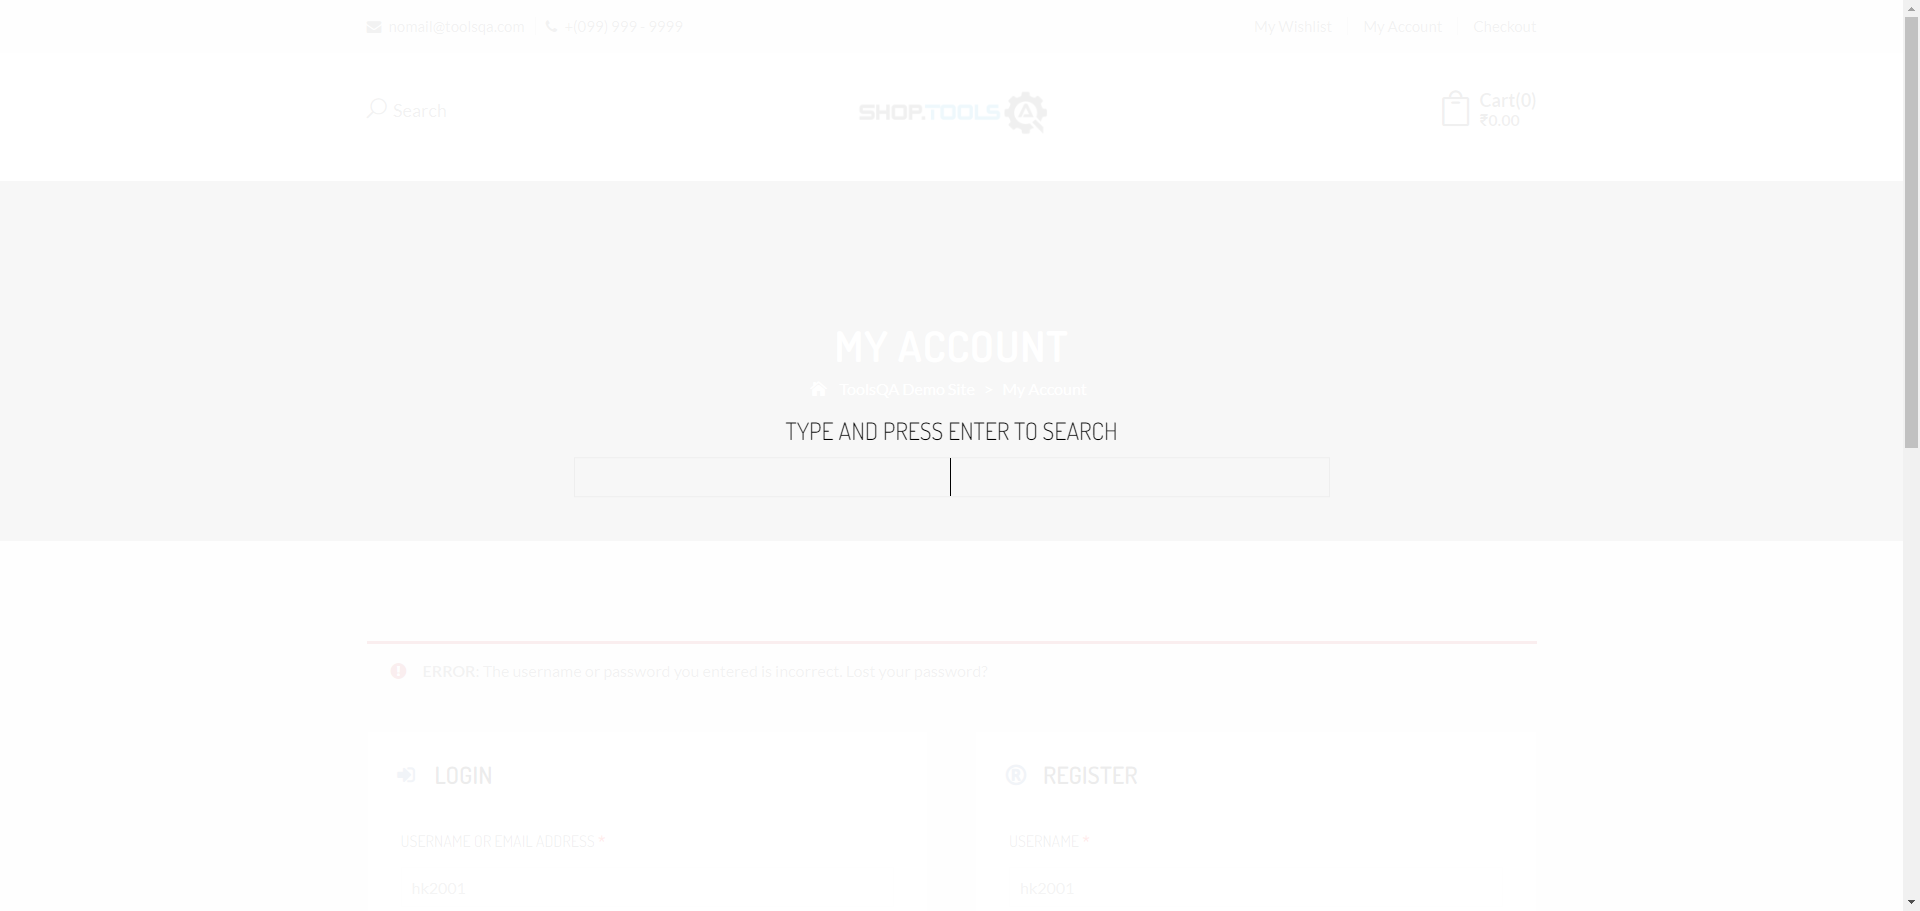 nomail@toolsqa.com +(099) 999 - 9999 My Wishlist My Account Checkout
Search SHOP.TOOLS Cart(0)
₹0.00
MY ACCOUNT
ToolsQA Demo Site > My Account
TYPE AND PRESS ENTER TO SEARCH
ERROR: The username or password you entered is incorrect. Lost your password?
LOGIN REGISTER
USERNAME OR EMAIL ADDRESS * USERNAME *
hk2001 hk2001